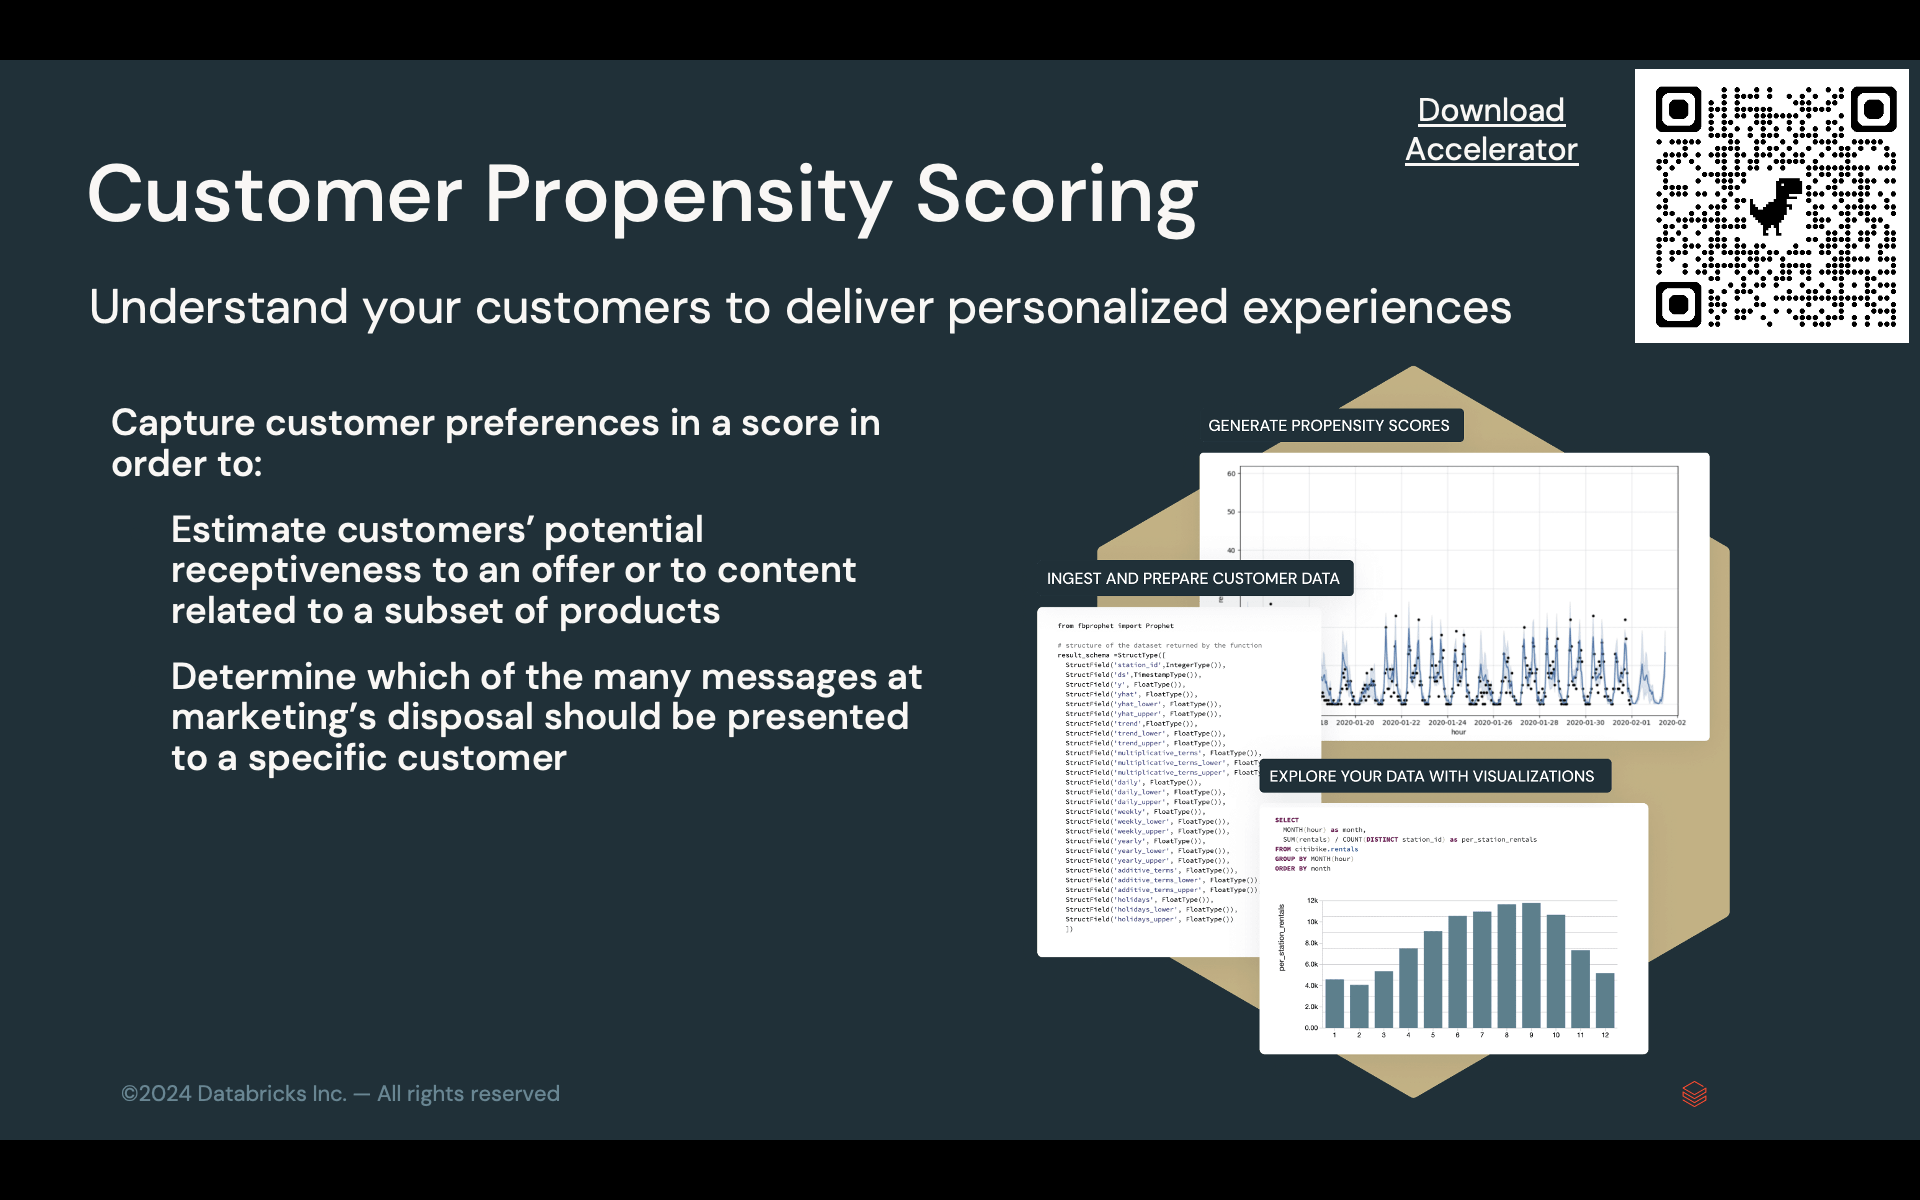 Download
Accelerator
Customer Propensity Scoring
Understand your customers to deliver personalized experiences
Capture customer preferences in a score in
order to:
Estimate customers’ potential
receptiveness to an offer or to content
related to a subset of products
Determine which of the many messages at
marketing’s disposal should be presented
to a specific customer
GENERATE PROPENSITY SCORES
60
50
40
18 2020-01-20 2020-01-22 2020-01-24 2020-01-26 2020-01-28 2020-01-30 2020-02-01 2020-02
hour
INGEST AND PREPARE CUSTOMER DATA
from fbprophet import Prophet
# structure of the dataset returned by the function
result_schema =StructType([
StructField('station_id',IntegerType()),
StructField('ds',TimestampType()),
StructField('y', FloatType()),
StructField('yhat', FloatType()),
StructField('yhat_lower', FloatType()),
StructField('yhat_upper', FloatType()),
StructField('trend',FloatType()),
StructField('trend_lower', FloatType()),
StructField('trend_upper', FloatType()),
StructField('multiplicative_terms', FloatType()),
StructField('multiplicative_terms_lower', FloatT
StructField('multiplicative_terms_upper', FloatT
StructField('daily', FloatType()),
StructField('daily_lower', FloatType()),
StructField('daily_upper', FloatType()),
StructField('weekly', FloatType()),
StructField('weekly_lower', FloatType()),
StructField('weekly_upper', FloatType()),
StructField('yearly', FloatType()),
StructField('yearly_lower', FloatType()),
StructField('yearly_upper', FloatType()),
StructField('additive_terms', FloatType()),
StructField('additive_terms_lower', FloatType())
StructField('additive_terms_upper', FloatType())
StructField('holidays', FloatType()),
StructField('holidays_lower', FloatType()),
StructField('holidays_upper', FloatType())
])
EXPLORE YOUR DATA WITH VISUALIZATIONS
SELECT
MONTH(hour) as month,
SUM(rentals) / COUNT(DISTINCT station_id) as per_station_rentals
FROM citibike.rentals
GROUP BY MONTH(hour)
ORDER BY month
per_station_rentals
12k
10k
8.0k
6.0k
4.0k
2.0k
0.00
1 2 3 4 5 6 7 8 9 10 11 12
©2024 Databricks Inc. — All rights reserved